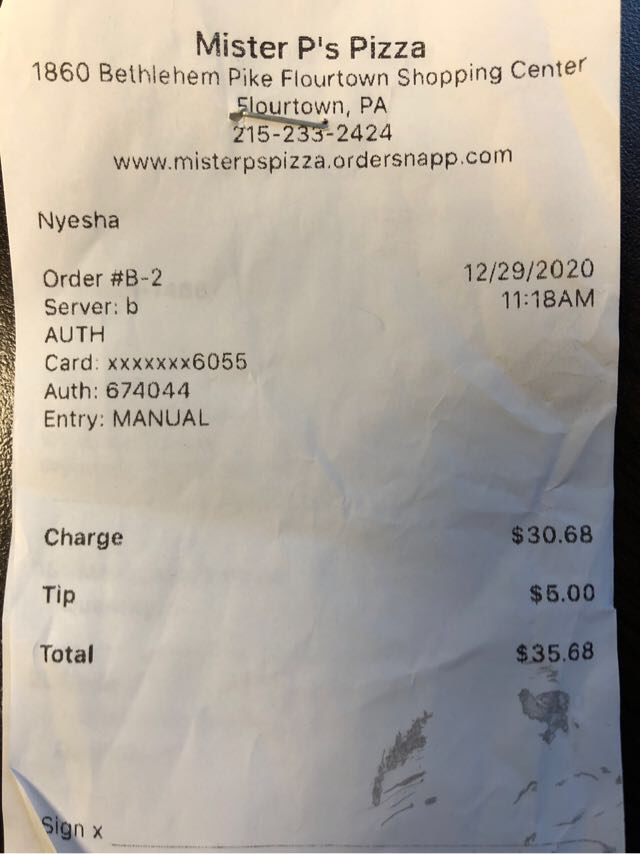 Mister P's Pizza
1860 Bethlehem Pike Flourtown Shopping Center
Flourtown, PA
215-233-2424
www.misterpspizza.ordersnapp.com
Nyesha
Order #B-2 12/29/2020
Server: b 11:18AM
AUTH
Card: xxxxxxx6055
Auth: 674044
Entry: MANUAL
Charge $30.68
Tip $5.00
Total $35.68
Sign x